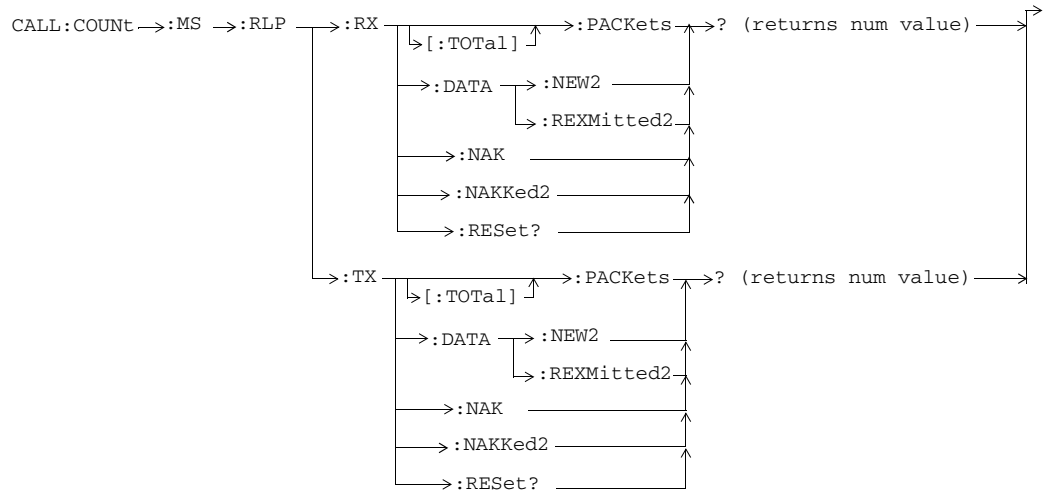 CALL:COUNt :MS :RLP :RX :PACKets ? (returns num value)
[:TOTal]
:DATA :NEW2
:REXMitted2
:NAK
:NAKKed2
:RESet?
:TX :PACKets ? (returns num value)
[:TOTal]
:DATA :NEW2
:REXMitted2
:NAK
:NAKKed2
:RESet?